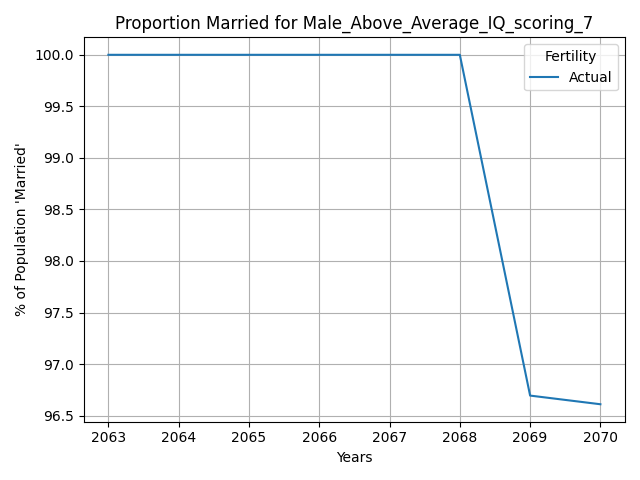 Proportion Married for Male_Above_Average_IQ_scoring_7
Fertility
Actual
100.0
99.5
99.0
98.5
98.0
97.5
97.0
96.5
% of Population 'Married'
2063 2064 2065 2066 2067 2068 2069 2070
Years